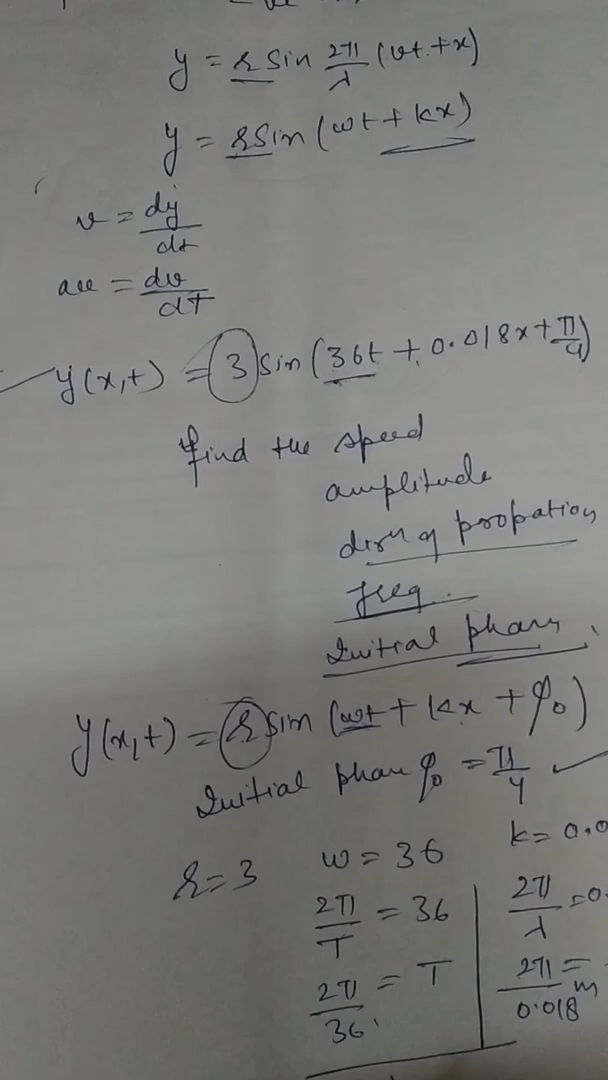 y = r sin 2π/λ (vt + x)
y = r sin (ωt + kx)
v = dy/dt
acc = dv/dT
y(x,t) = 3 sin (36t + 0.018x + π/4)
find the speed
amplitude
dirn of propation
freq.
Initial phase.
y(x,t) = r sin (ωt + kx + φ0)
Initial phase φ0 = π/4
r = 3 ω = 36 k = 0.0
2π/T = 36 2π/λ = 0.
2π/36 = T 2π/0.018 m =